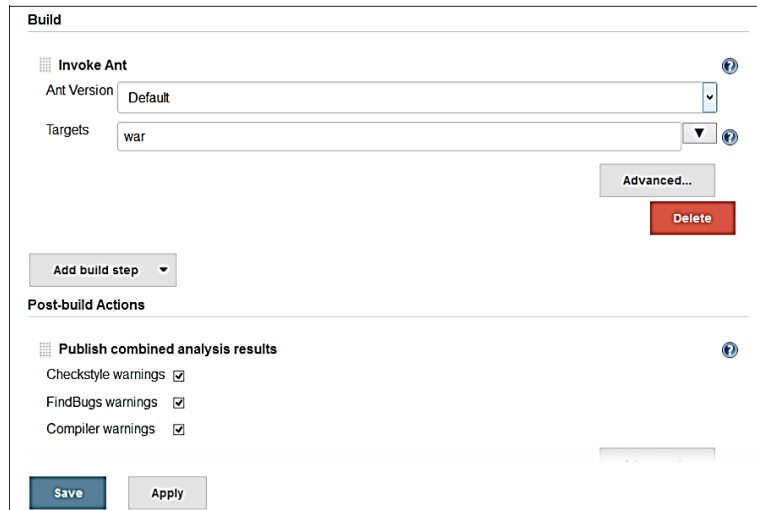 Build
Invoke Ant
Ant Version Default
Targets war
Advanced...
Delete
Add build step
Post-build Actions
Publish combined analysis results
Checkstyle warnings
FindBugs warnings
Compiler warnings
Save Apply